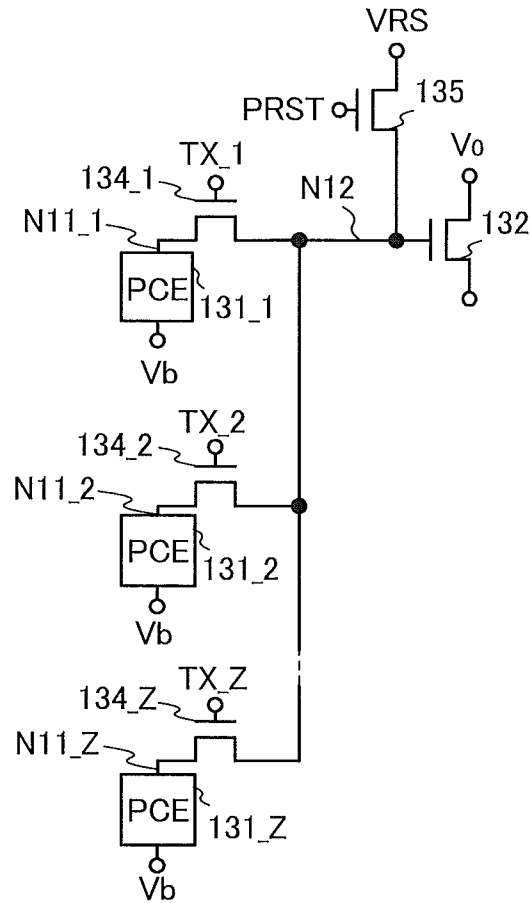 VRS
PRST
135
TX_1
V0
134_1
N12
N11_1
132
PCE
131_1
Vb
TX_2
134_2
N11_2
PCE
131_2
Vb
TX_Z
134_Z
N11_Z
PCE
131_Z
Vb